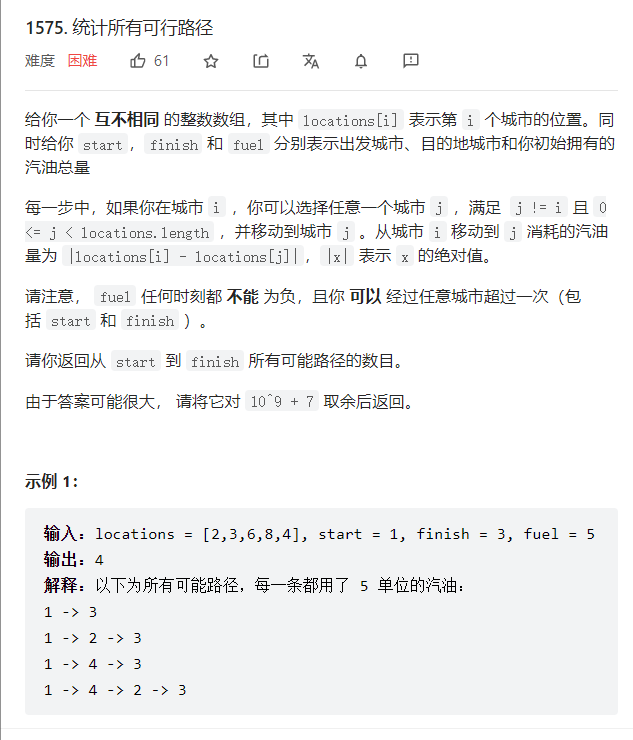 1575. 统计所有可行路径
难度 困难 61
给你一个 互不相同 的整数数组，其中 locations[i] 表示第 i 个城市的位置。同
时给你 start ，finish 和 fuel 分别表示出发城市、目的地城市和你初始拥有的
汽油总量
每一步中，如果你在城市 i ，你可以选择任意一个城市 j ，满足 j != i 且 0
<= j < locations.length ，并移动到城市 j 。从城市 i 移动到 j 消耗的汽油
量为 |locations[i] - locations[j]|，|x| 表示 x 的绝对值。
请注意， fuel 任何时刻都 不能 为负，且你 可以 经过任意城市超过一次（包
括 start 和 finish ）。
请你返回从 start 到 finish 所有可能路径的数目。
由于答案可能很大， 请将它对 10^9 + 7 取余后返回。
示例 1：
输入：locations = [2,3,6,8,4], start = 1, finish = 3, fuel = 5
输出：4
解释：以下为所有可能路径，每一条都用了 5 单位的汽油：
1 -> 3
1 -> 2 -> 3
1 -> 4 -> 3
1 -> 4 -> 2 -> 3